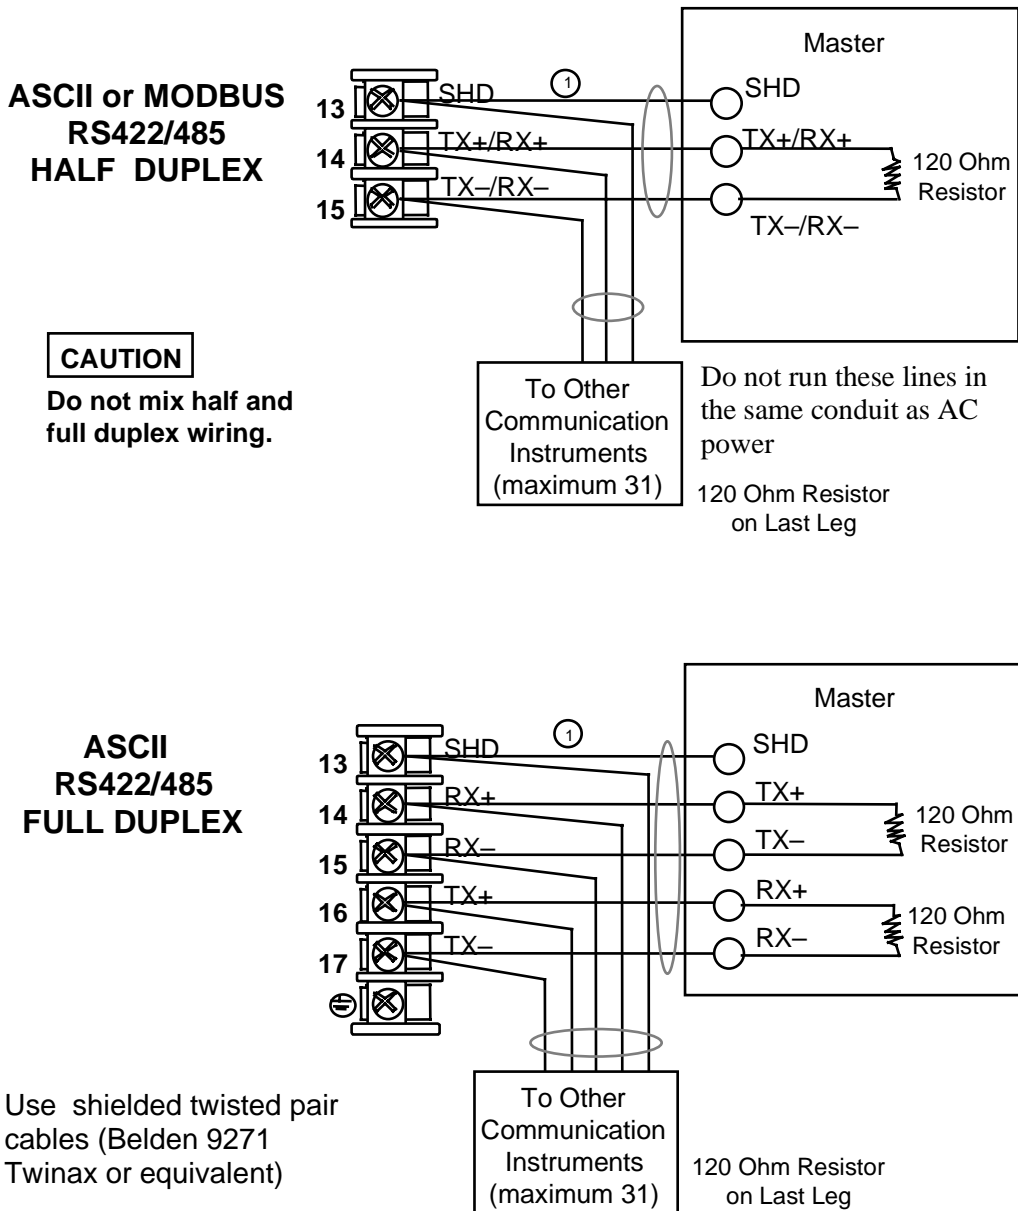 Master
ASCII or MODBUS
RS422/485
HALF DUPLEX
13
SHD
1
SHD
14
TX+/RX+
TX+/RX+
120 Ohm
Resistor
15
TX–/RX–
TX–/RX–
CAUTION
Do not mix half and
full duplex wiring.
To Other
Communication
Instruments
(maximum 31)
Do not run these lines in
the same conduit as AC
power
120 Ohm Resistor
on Last Leg
Master
ASCII
RS422/485
FULL DUPLEX
13
SHD
1
SHD
14
RX+
TX+
120 Ohm
Resistor
15
RX–
TX–
16
TX+
RX+
120 Ohm
Resistor
17
TX–
RX–
Use shielded twisted pair
cables (Belden 9271
Twinax or equivalent)
To Other
Communication
Instruments
(maximum 31)
120 Ohm Resistor
on Last Leg